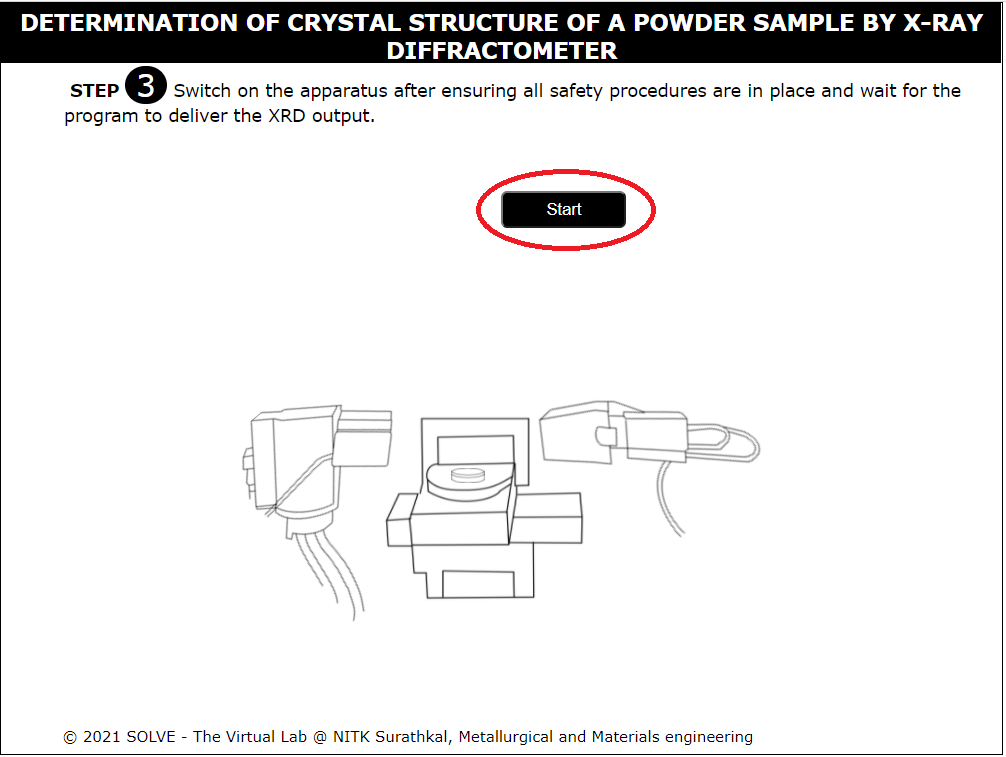 DETERMINATION OF CRYSTAL STRUCTURE OF A POWDER SAMPLE BY X-RAY
DIFFRACTOMETER
STEP 3 Switch on the apparatus after ensuring all safety procedures are in place and wait for the
program to deliver the XRD output.
Start
© 2021 SOLVE - The Virtual Lab @ NITK Surathkal, Metallurgical and Materials engineering